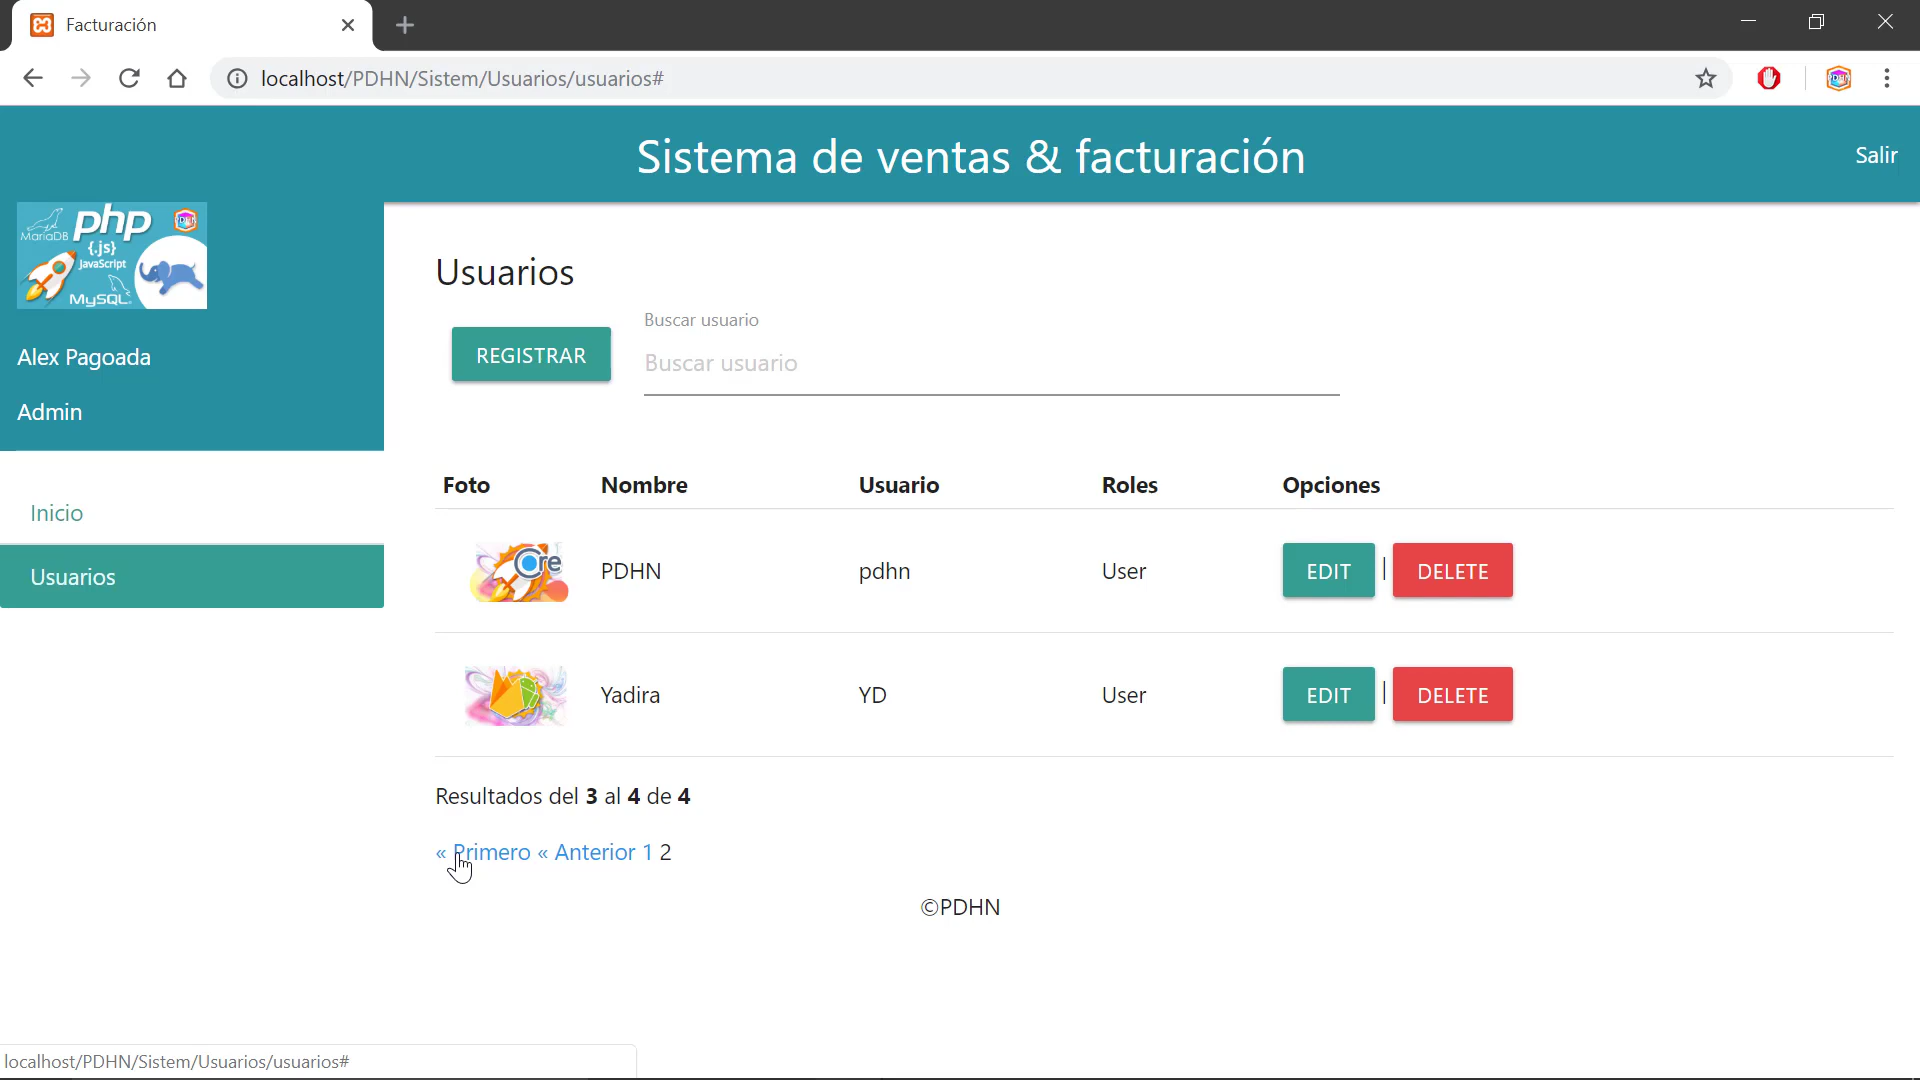 Facturación
localhost/PDHN/Sistem/Usuarios/usuarios#
Sistema de ventas & facturación
Salir
php
MariaDB
PDHN
{.js}
JavaScript
MySQL
Alex Pagoada
Admin
Inicio
Usuarios
Usuarios
REGISTRAR
Buscar usuario
Buscar usuario
Foto Nombre Usuario Roles Opciones
Core PDHN pdhn User EDIT | DELETE
Yadira YD User EDIT | DELETE
Resultados del 3 al 4 de 4
« Primero « Anterior 1 2
©PDHN
localhost/PDHN/Sistem/Usuarios/usuarios#